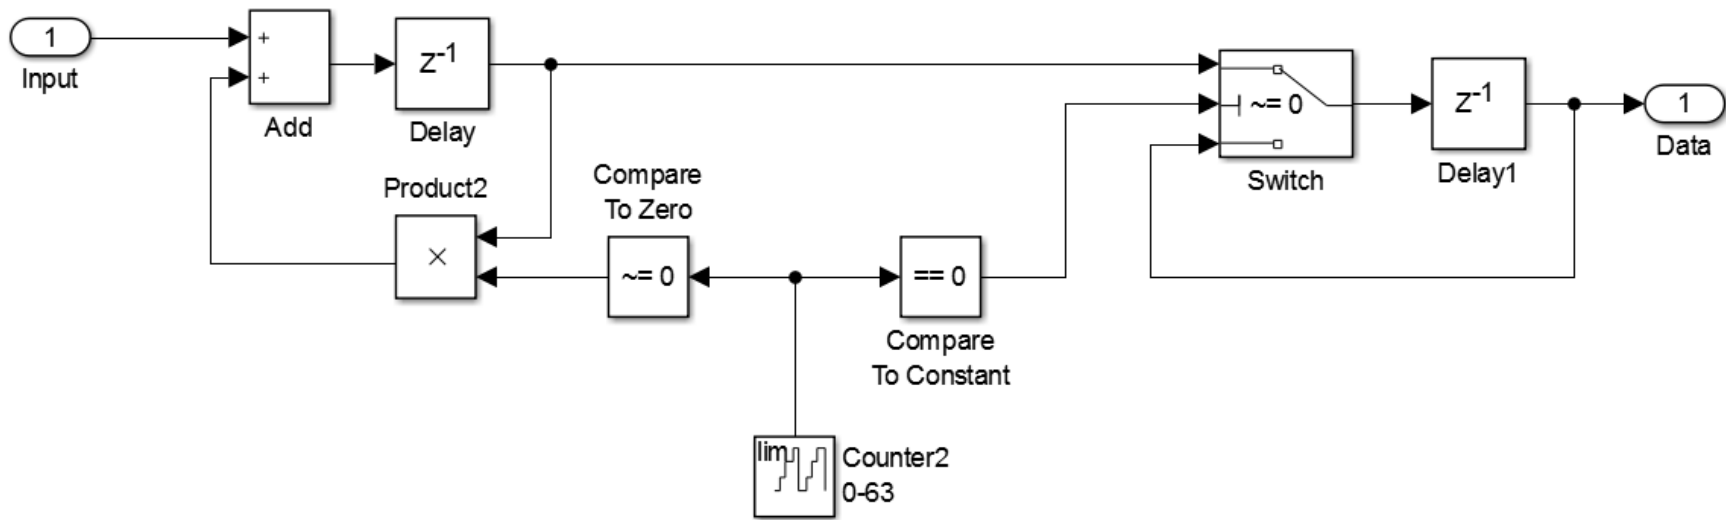 1
Input
+
+
Add
z-1
Delay
~= 0
Switch
z-1
Delay1
1
Data
Product2
×
Compare
To Zero
~= 0
== 0
Compare
To Constant
lim
Counter2
0-63